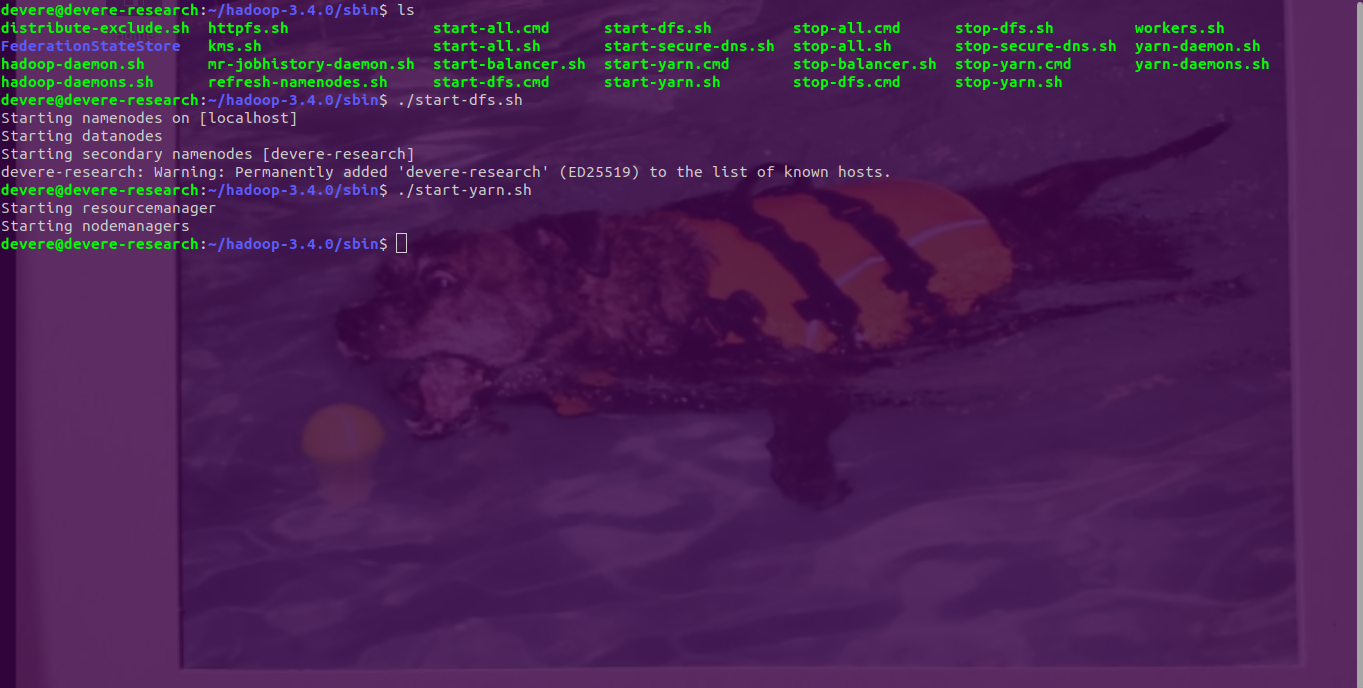 devere@devere-research:~/hadoop-3.4.0/sbin$ ls
distribute-exclude.sh httpfs.sh start-all.cmd start-dfs.sh stop-all.cmd stop-dfs.sh workers.sh
FederationStateStore kms.sh start-all.sh start-secure-dns.sh stop-all.sh stop-secure-dns.sh yarn-daemon.sh
hadoop-daemon.sh mr-jobhistory-daemon.sh start-balancer.sh start-yarn.cmd stop-balancer.sh stop-yarn.cmd yarn-daemons.sh
hadoop-daemons.sh refresh-namenodes.sh start-dfs.cmd start-yarn.sh stop-dfs.cmd stop-yarn.sh
devere@devere-research:~/hadoop-3.4.0/sbin$ ./start-dfs.sh
Starting namenodes on [localhost]
Starting datanodes
Starting secondary namenodes [devere-research]
devere-research: Warning: Permanently added 'devere-research' (ED25519) to the list of known hosts.
devere@devere-research:~/hadoop-3.4.0/sbin$ ./start-yarn.sh
Starting resourcemanager
Starting nodemanagers
devere@devere-research:~/hadoop-3.4.0/sbin$